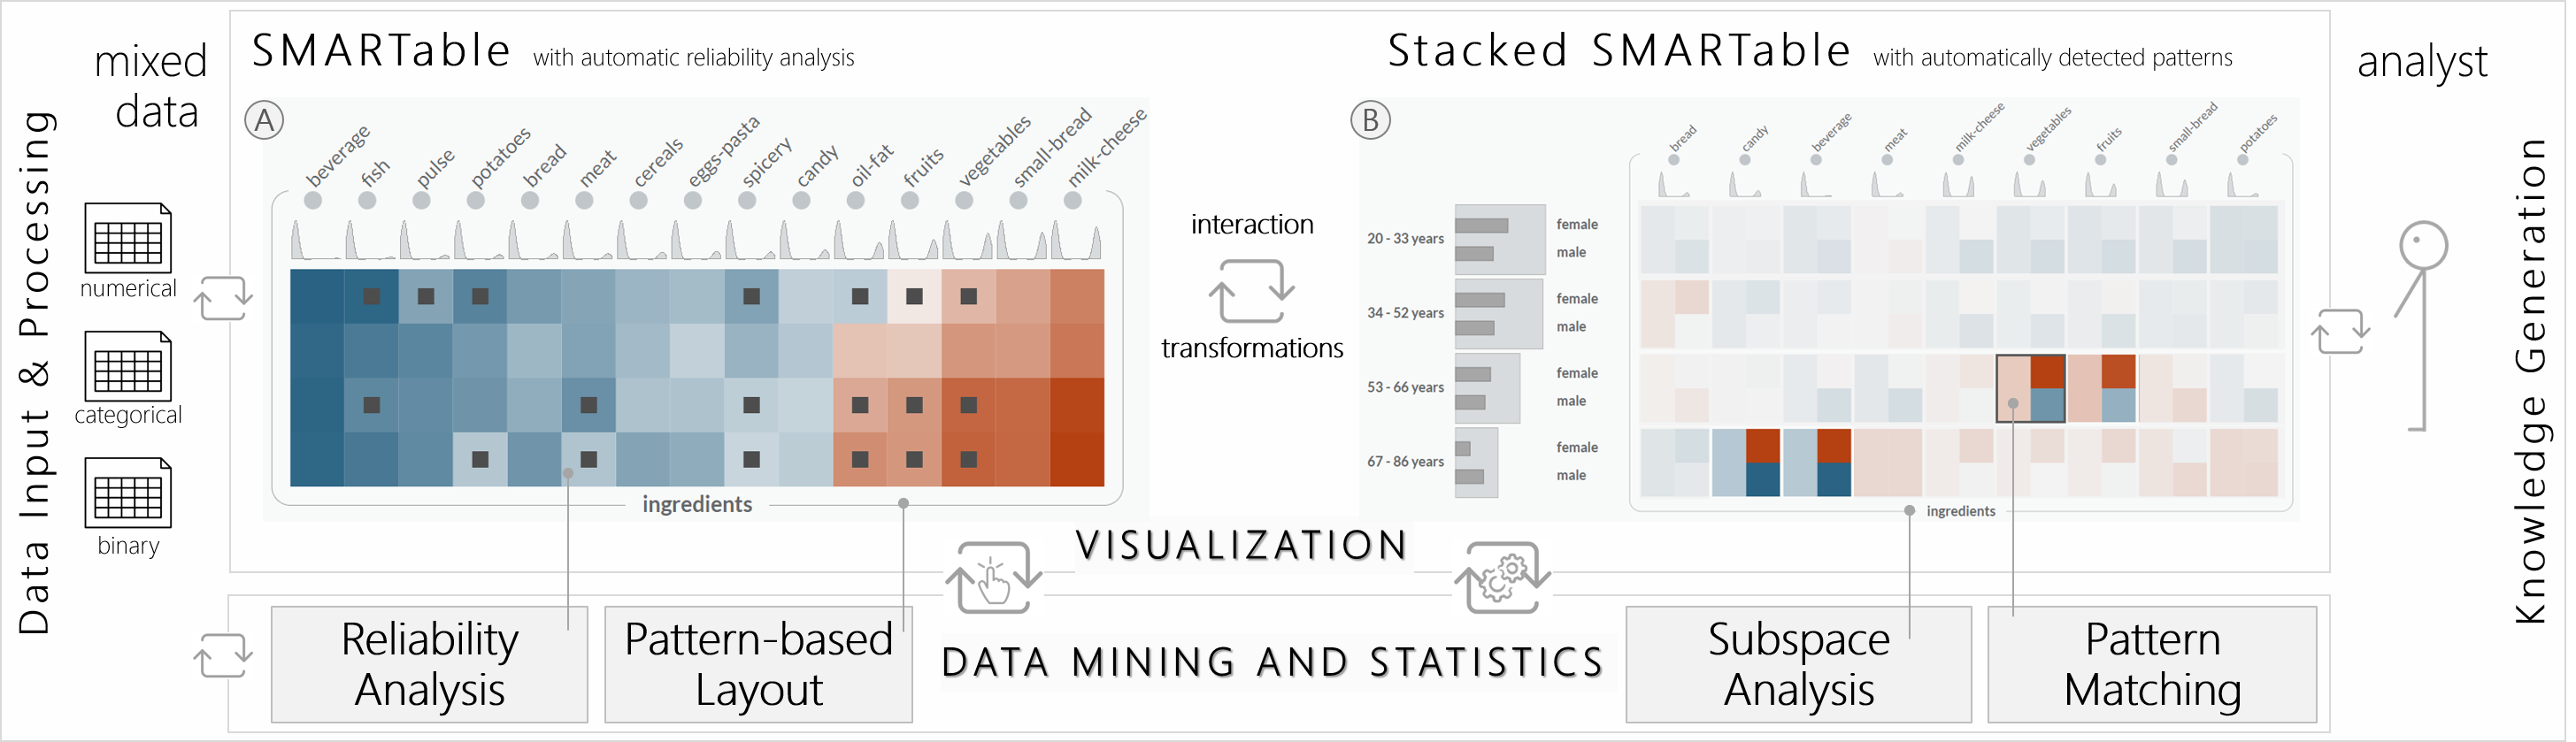 Data Input & Processing
mixed
data
numerical
categorical
binary
SMARTable with automatic reliability analysis
A
beverage
fish
pulse
potatoes
bread
meat
cereals
eggs-pasta
spicery
candy
oil-fat
fruits
vegetables
small-bread
milk-cheese
ingredients
interaction
transformations
Stacked SMARTable with automatically detected patterns
B
bread
candy
beverage
meat
milk-cheese
vegetables
fruits
small-bread
potatoes
20 - 33 years
female
male
34 - 52 years
female
male
53 - 66 years
female
male
67 - 86 years
female
male
ingredients
VISUALIZATION
Reliability
Analysis
Pattern-based
Layout
DATA MINING AND STATISTICS
Subspace
Analysis
Pattern
Matching
analyst
Knowledge Generation